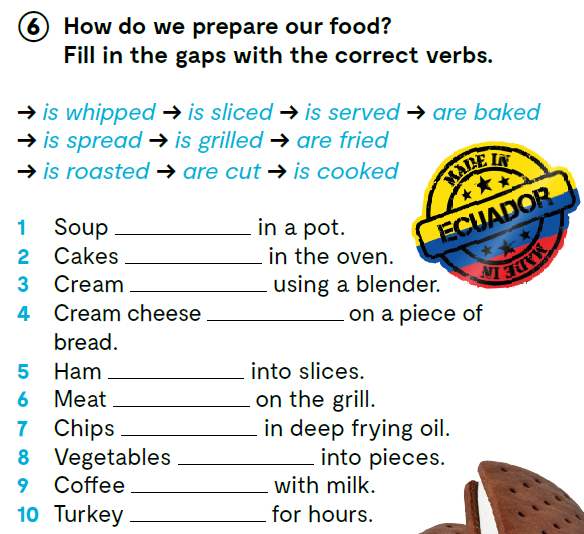 6 How do we prepare our food?
Fill in the gaps with the correct verbs.
→ is whipped → is sliced → is served → are baked
→ is spread → is grilled → are fried
→ is roasted → are cut → is cooked
MADE IN
ECUADOR
MADE IN
1 Soup ____________ in a pot.
2 Cakes ____________ in the oven.
3 Cream ____________ using a blender.
4 Cream cheese ____________ on a piece of
bread.
5 Ham ____________ into slices.
6 Meat ____________ on the grill.
7 Chips ____________ in deep frying oil.
8 Vegetables ____________ into pieces.
9 Coffee ____________ with milk.
10 Turkey ____________ for hours.